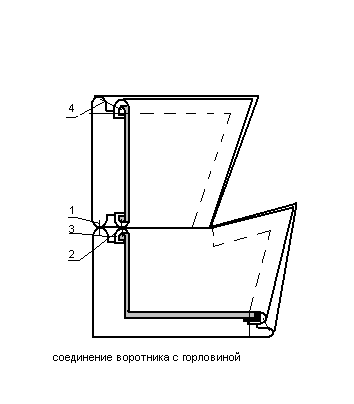 4
1
3
2
соединение воротника с горловиной